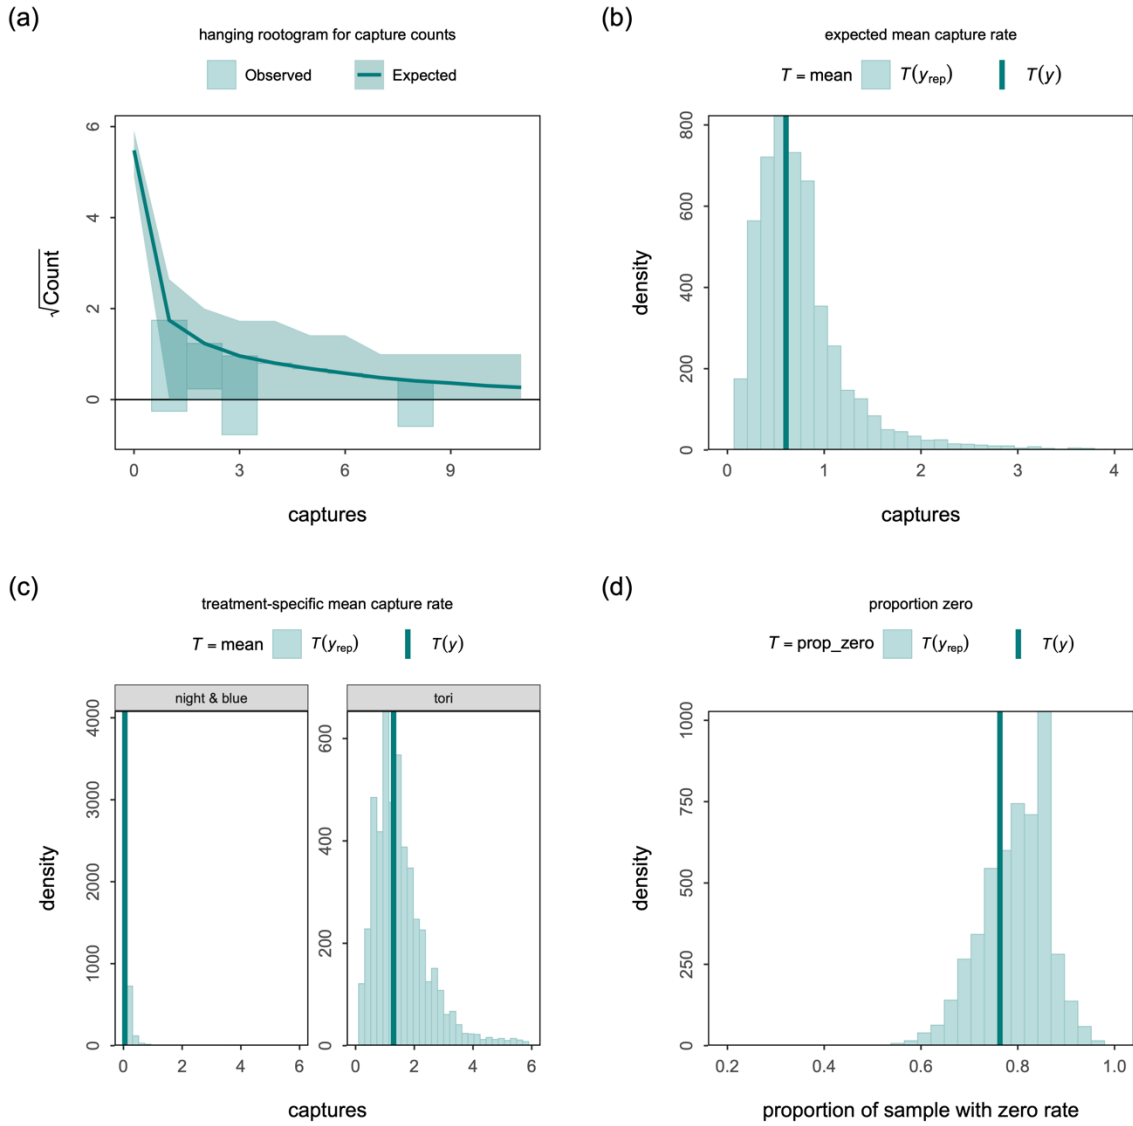 (a)
hanging rootogram for capture counts
Observed
Expected
6
4
2
0
√Count
0
3
6
9
captures
(b)
expected mean capture rate
T = mean
T(yrep)
T(y)
800
600
400
200
0
density
0
1
2
3
4
captures
(c)
treatment-specific mean capture rate
T = mean
T(yrep)
T(y)
night & blue
tori
4000
3000
2000
1000
0
density
600
400
200
0
0
2
4
6
0
2
4
6
captures
(d)
proportion zero
T = prop_zero
T(yrep)
T(y)
1000
750
500
250
0
density
0.2
0.4
0.6
0.8
1.0
proportion of sample with zero rate